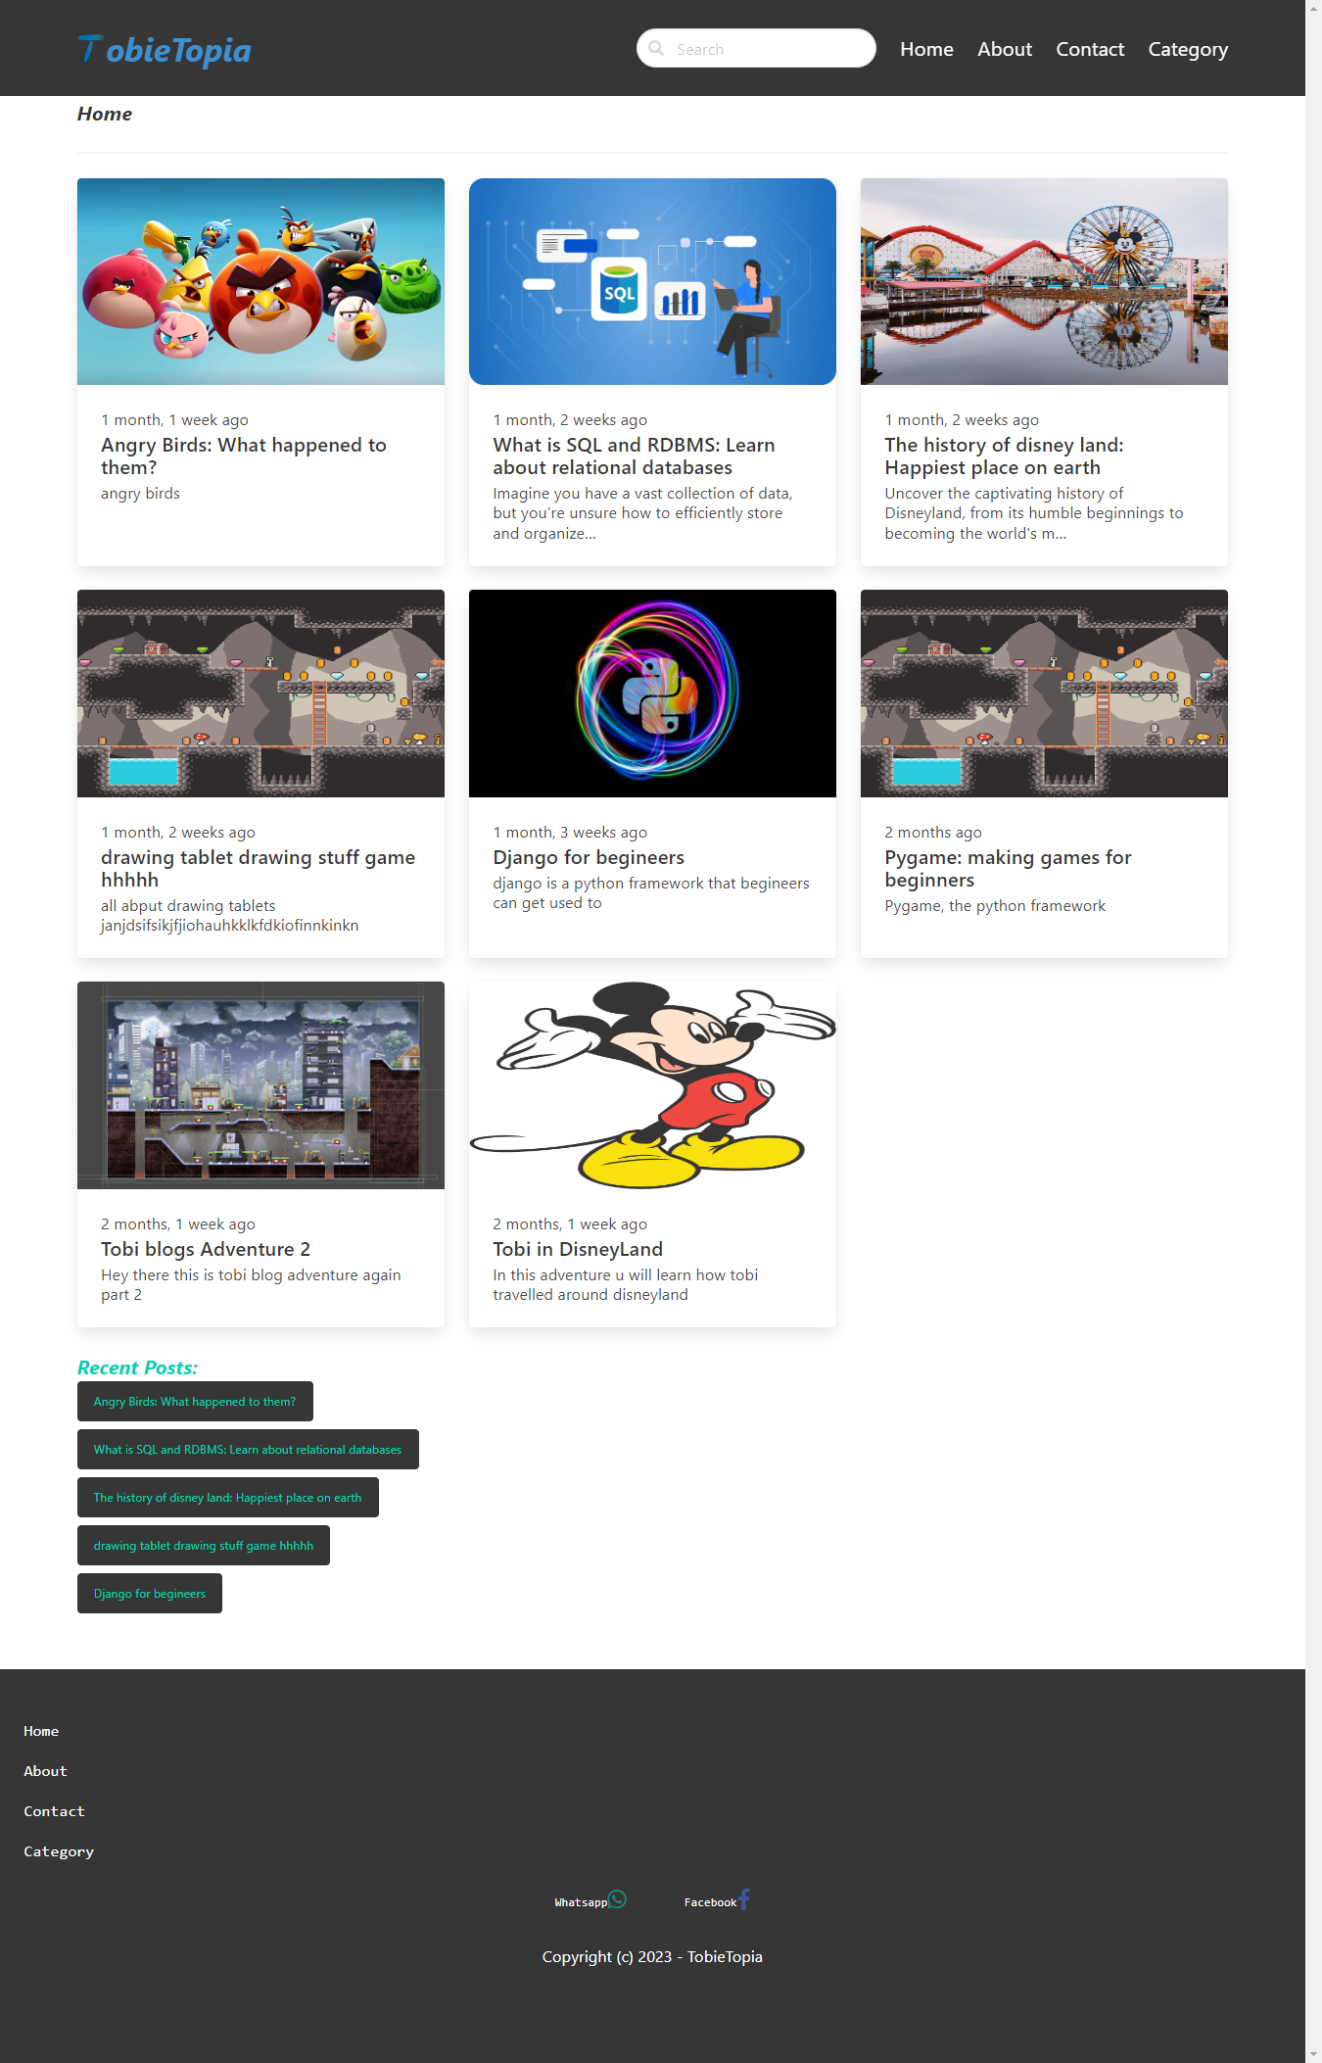 TobieTopia
Search
Home
About
Contact
Category
Home
SQL
1 month, 1 week ago
Angry Birds: What happened to
them?
angry birds
1 month, 2 weeks ago
What is SQL and RDBMS: Learn
about relational databases
Imagine you have a vast collection of data,
but you're unsure how to efficiently store
and organize...
1 month, 2 weeks ago
The history of disney land:
Happiest place on earth
Uncover the captivating history of
Disneyland, from its humble beginnings to
becoming the world's m...
1 month, 2 weeks ago
drawing tablet drawing stuff game
hhhhh
all abput drawing tablets
janjdsifsikjfjiohauhkklkfdkiofinnkinkn
1 month, 3 weeks ago
Django for begineers
django is a python framework that begineers
can get used to
2 months ago
Pygame: making games for
beginners
Pygame, the python framework
2 months, 1 week ago
Tobi blogs Adventure 2
Hey there this is tobi blog adventure again
part 2
2 months, 1 week ago
Tobi in DisneyLand
In this adventure u will learn how tobi
travelled around disneyland
Recent Posts:
Angry Birds: What happened to them?
What is SQL and RDBMS: Learn about relational databases
The history of disney land: Happiest place on earth
drawing tablet drawing stuff game hhhhh
Django for begineers
Home
About
Contact
Category
Whatsapp
Facebook
Copyright (c) 2023 - TobieTopia